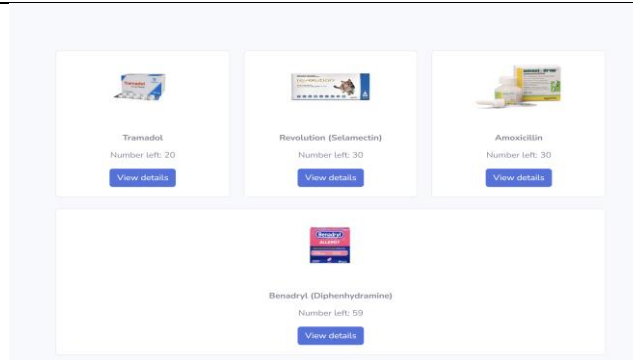 Tramadol
Revolution (Selamectin)
Amoxicillin
Number left: 20
Number left: 30
Number left: 30
View details
View details
View details
Benadryl
ALLERGY
Benadryl (Diphenhydramine)
Number left: 59
View details